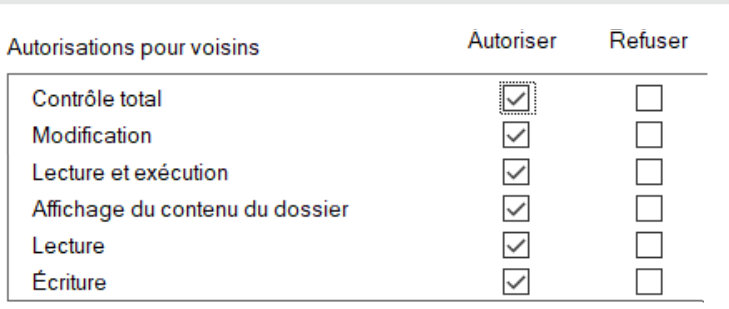 Autorisations pour voisins Autoriser Refuser
Contrôle total
Modification
Lecture et exécution
Affichage du contenu du dossier
Lecture
Écriture